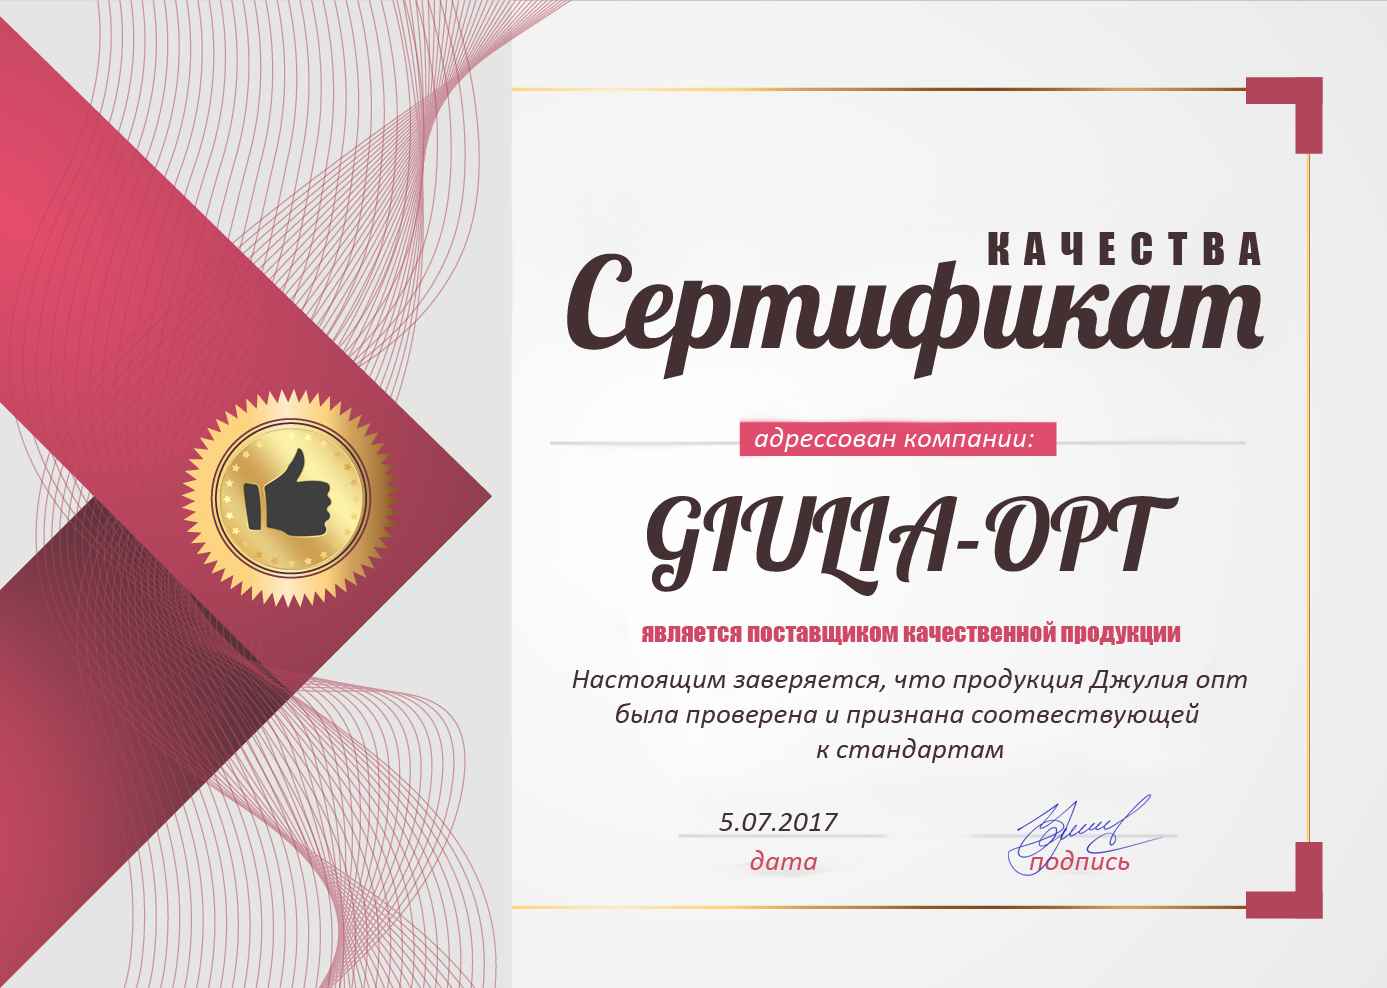 КАЧЕСТВА
Сертификат
адрессован компании:
GIULIA-OPT
является поставщиком качественной продукции
Настоящим заверяется, что продукция Джулия опт
была проверена и признана соотвествующей
к стандартам
5.07.2017
дата
подпись